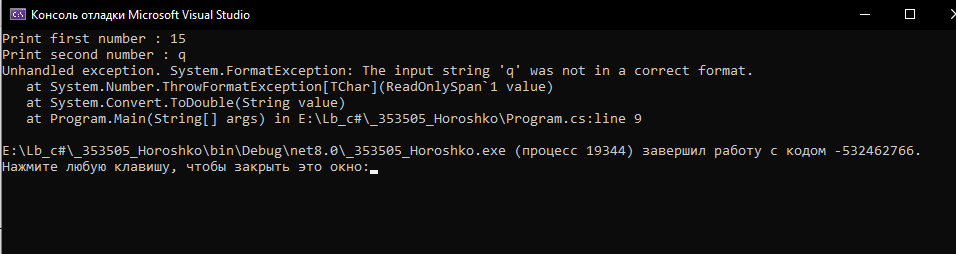 Консоль отладки Microsoft Visual Studio
Print first number : 15
Print second number : q
Unhandled exception. System.FormatException: The input string 'q' was not in a correct format.
   at System.Number.ThrowFormatException[TChar](ReadOnlySpan`1 value)
   at System.Convert.ToDouble(String value)
   at Program.Main(String[] args) in E:\Lb_c#\_353505_Horoshko\Program.cs:line 9
E:\Lb_c#\_353505_Horoshko\bin\Debug\net8.0\_353505_Horoshko.exe (процесс 19344) завершил работу с кодом -532462766.
Нажмите любую клавишу, чтобы закрыть это окно: